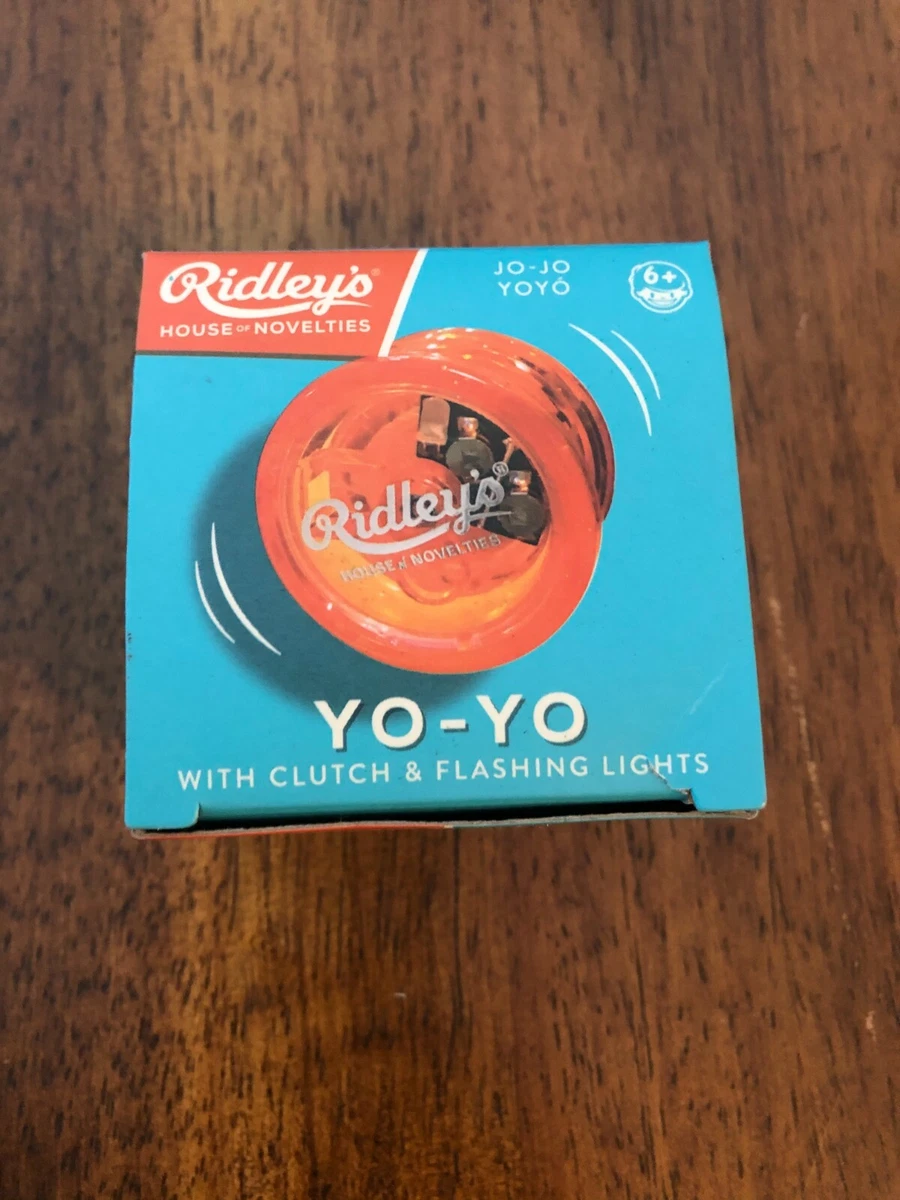 Ridley's®
HOUSE OF NOVELTIES
JO-JO
YOYÓ
6+
Ridley's®
HOUSE of NOVELTIES
YO-YO
WITH CLUTCH & FLASHING LIGHTS